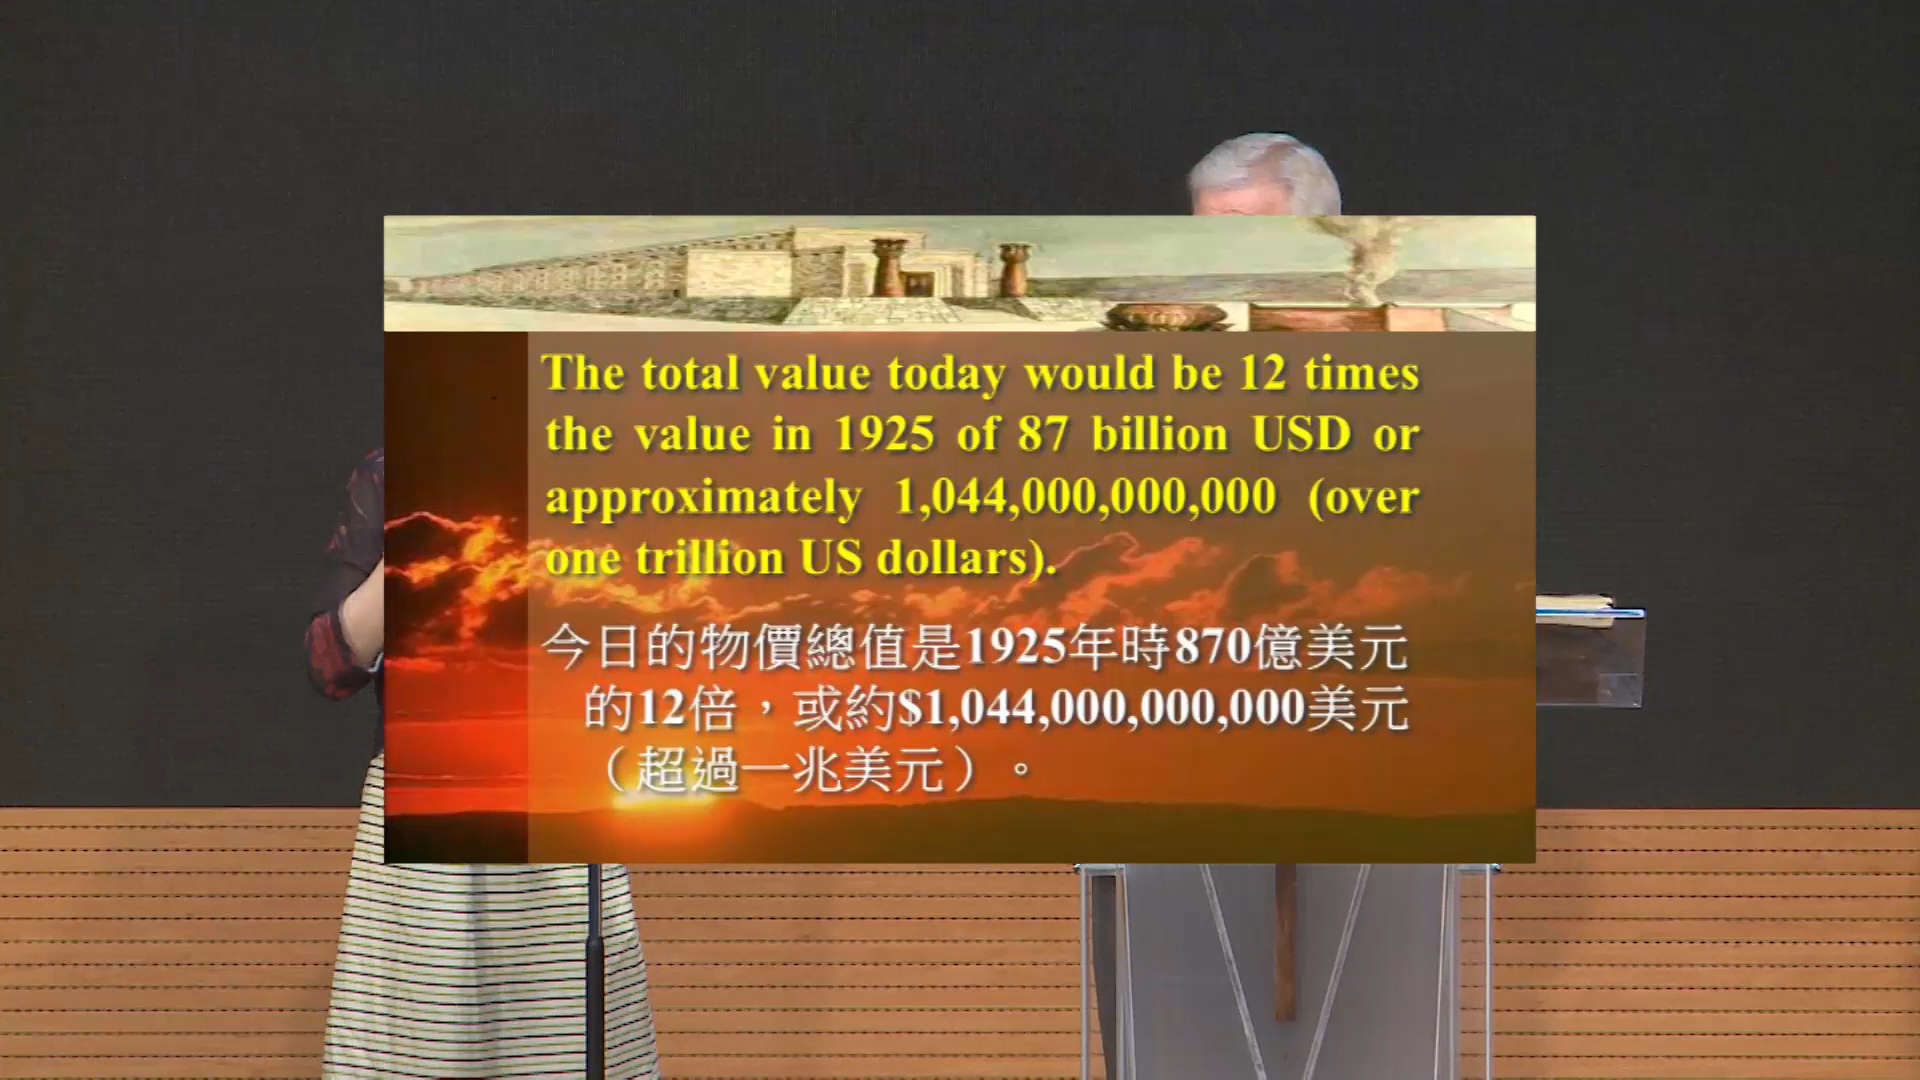 The total value today would be 12 times
the value in 1925 of 87 billion USD or
approximately 1,044,000,000,000 (over
one trillion US dollars).
今日的物價總值是1925年時870億美元
的12倍，或約$1,044,000,000,000美元
（超過一兆美元）。